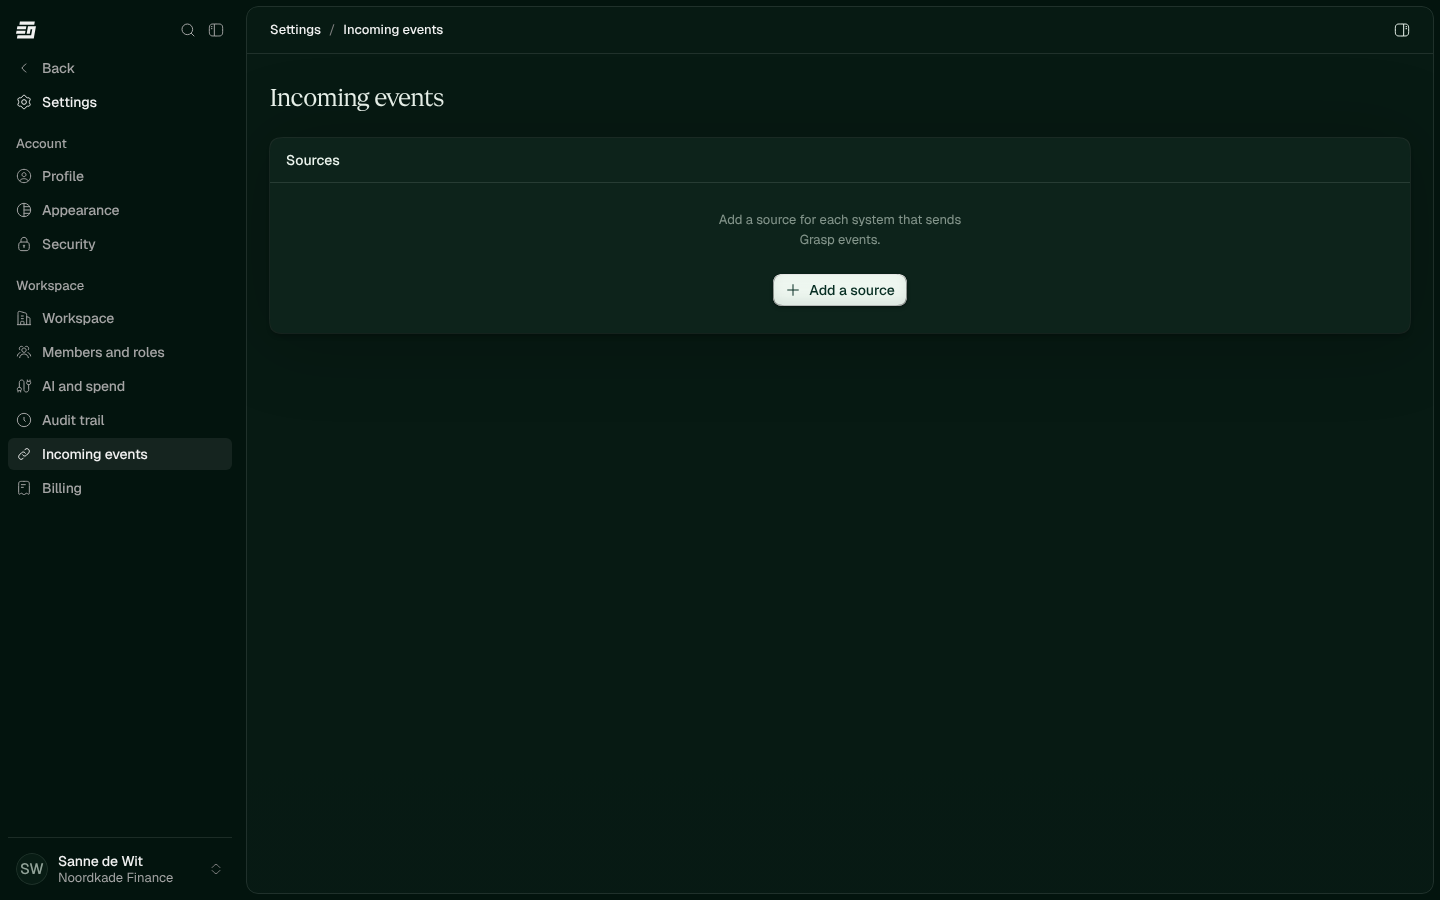 Back
Settings
Account
Profile
Appearance
Security
Workspace
Workspace
Members and roles
AI and spend
Audit trail
Incoming events
Billing
SW
Sanne de Wit
Noordkade Finance
Settings / Incoming events
Incoming events
Sources
Add a source for each system that sends
Grasp events.
Add a source